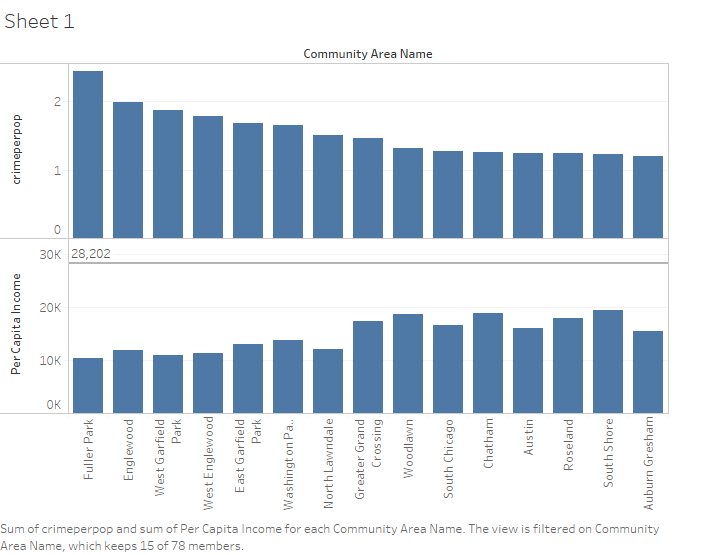 Sheet 1
Community Area Name
crimeperpop
2
1
0
Per Capita Income
30K
28,202
20K
10K
0K
Fuller Park
Englewood
West Garfield
Park
West Englewood
East Garfield
Park
Washington Pa..
North Lawndale
Greater Grand
Crossing
Woodlawn
South Chicago
Chatham
Austin
Roseland
South Shore
Auburn Gresham
Sum of crimeperpop and sum of Per Capita Income for each Community Area Name. The view is filtered on Community
Area Name, which keeps 15 of 78 members.